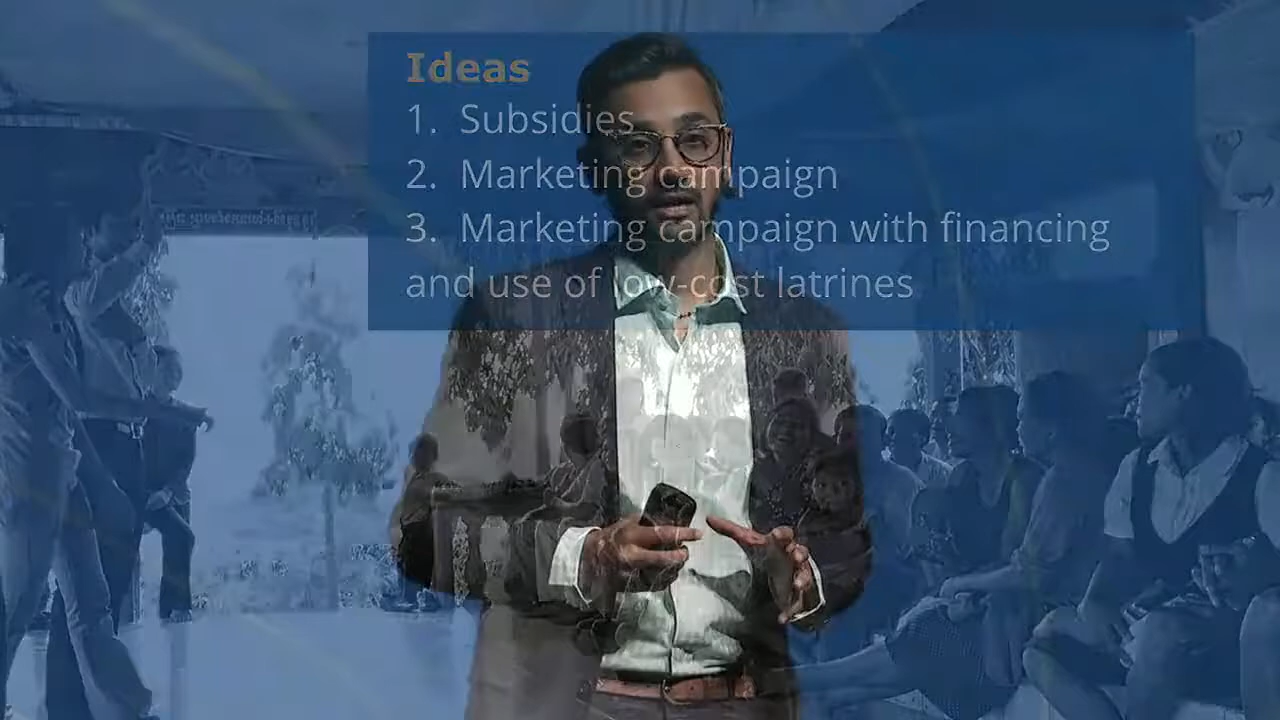 Ideas
1. Subsidies
2. Marketing campaign
3. Marketing campaign with financing
and use of low-cost latrines